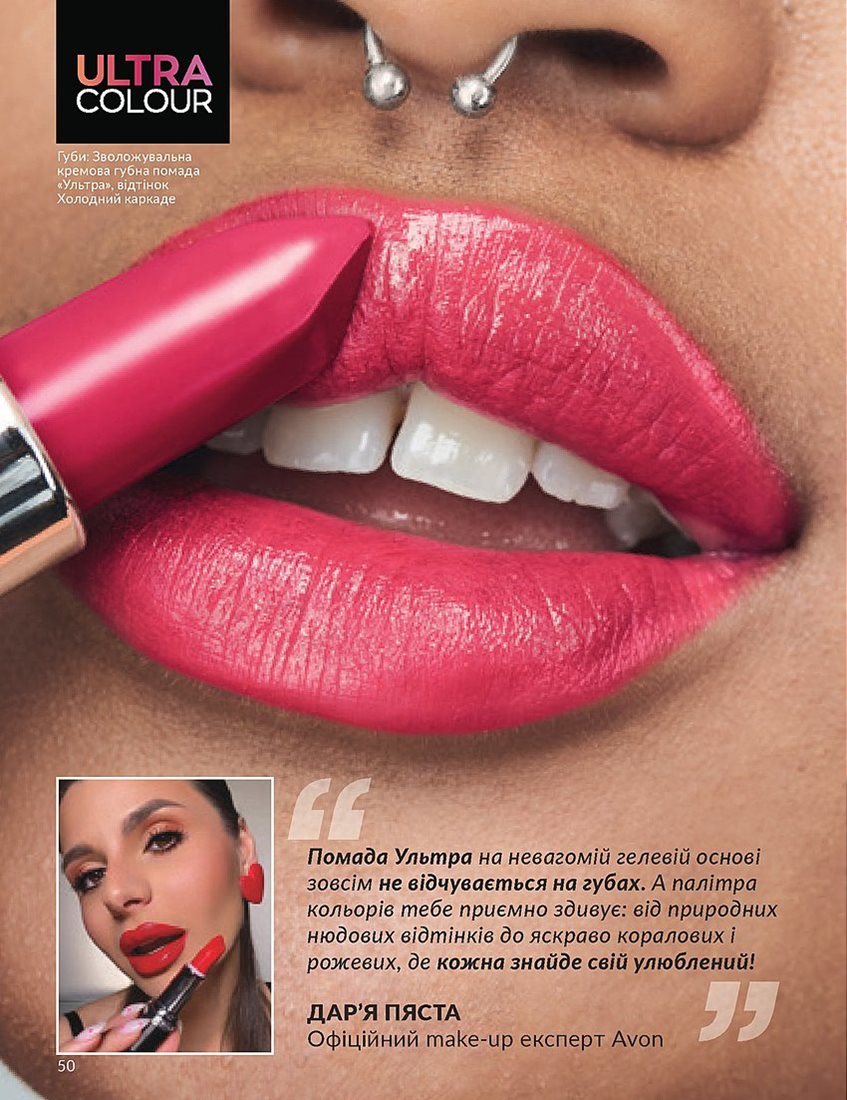 ULTRA
COLOUR
Губи: Зволожувальна
кремова губна помада
«Ультра», відтінок
Холодний каркаде
Помада Ультра на невагомій гелевій основі
зовсім не відчувається на губах. А палітра
кольорів тебе приємно здивує: від природних
нюдових відтінків до яскраво коралових і
рожевих, де кожна знайде свій улюблений!
ДАР’Я ПЯСТА
Офіційний make-up експерт Avon
50